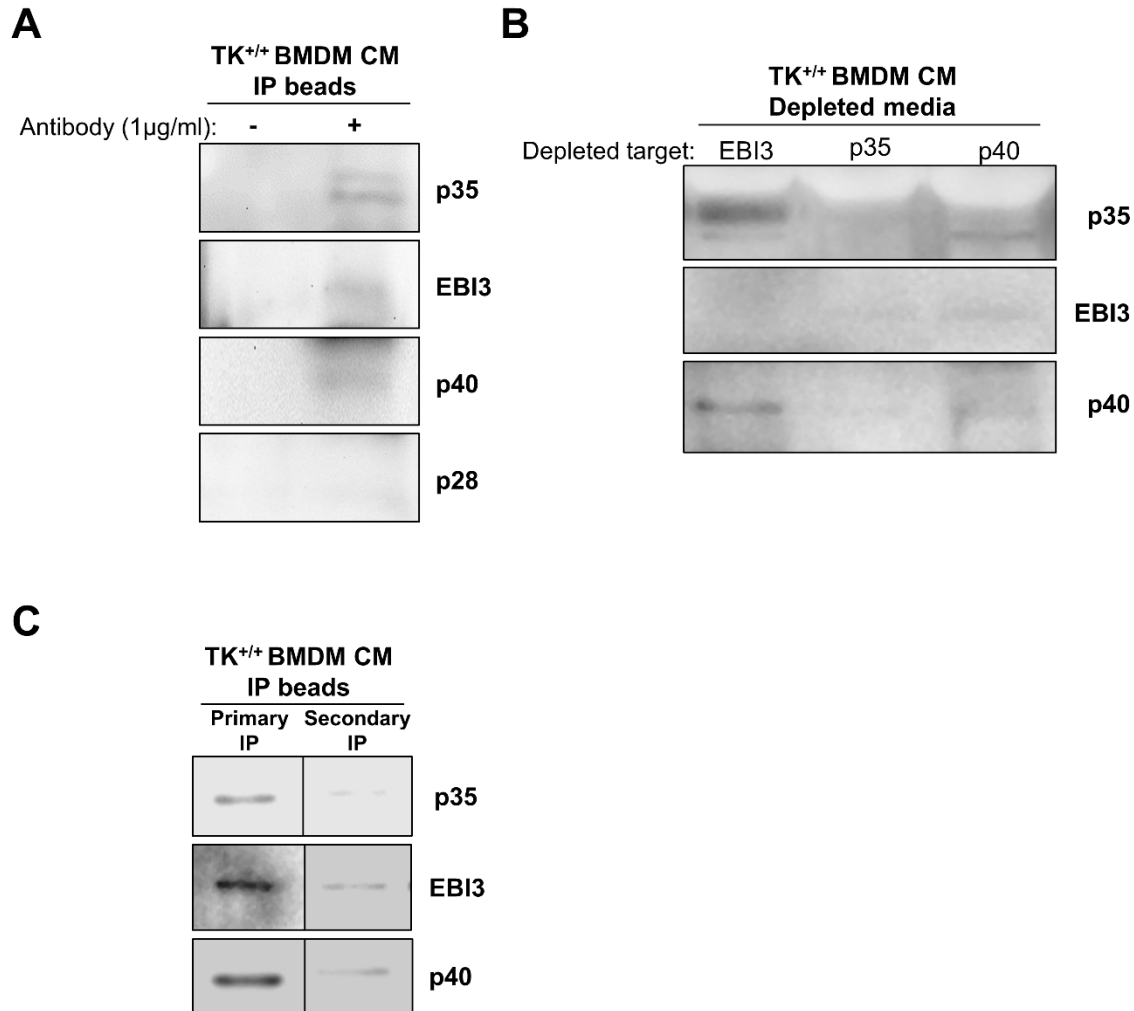 A
TK+/+ BMDM CM
IP beads
Antibody (1µg/ml): - +
p35
EBI3
p40
p28
B
TK+/+ BMDM CM
Depleted media
Depleted target: EBI3 p35 p40
p35
EBI3
p40
C
TK+/+ BMDM CM
IP beads
Primary Secondary
IP IP
p35
EBI3
p40